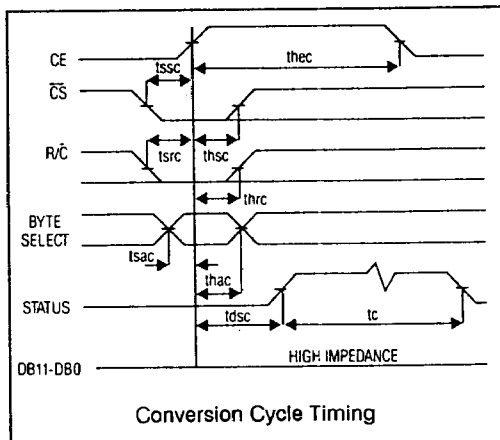 CE
tssc
thec
CS
R/C
tsrc
thsc
thrc
BYTE
SELECT
tsac
thac
STATUS
tdsc
tc
HIGH IMPEDANCE
DB11-DB0
Conversion Cycle Timing